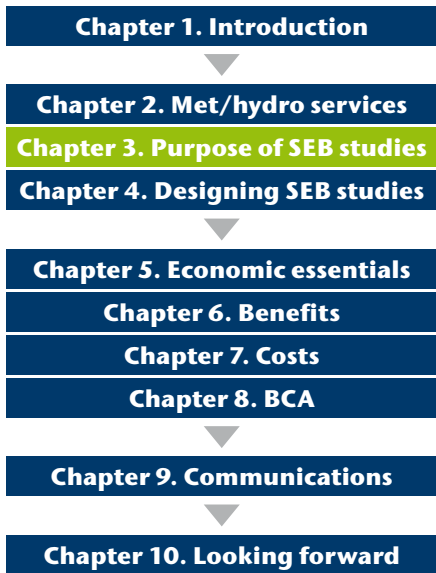 Chapter 1. Introduction
Chapter 2. Met/hydro services
Chapter 3. Purpose of SEB studies
Chapter 4. Designing SEB studies
Chapter 5. Economic essentials
Chapter 6. Benefits
Chapter 7. Costs
Chapter 8. BCA
Chapter 9. Communications
Chapter 10. Looking forward